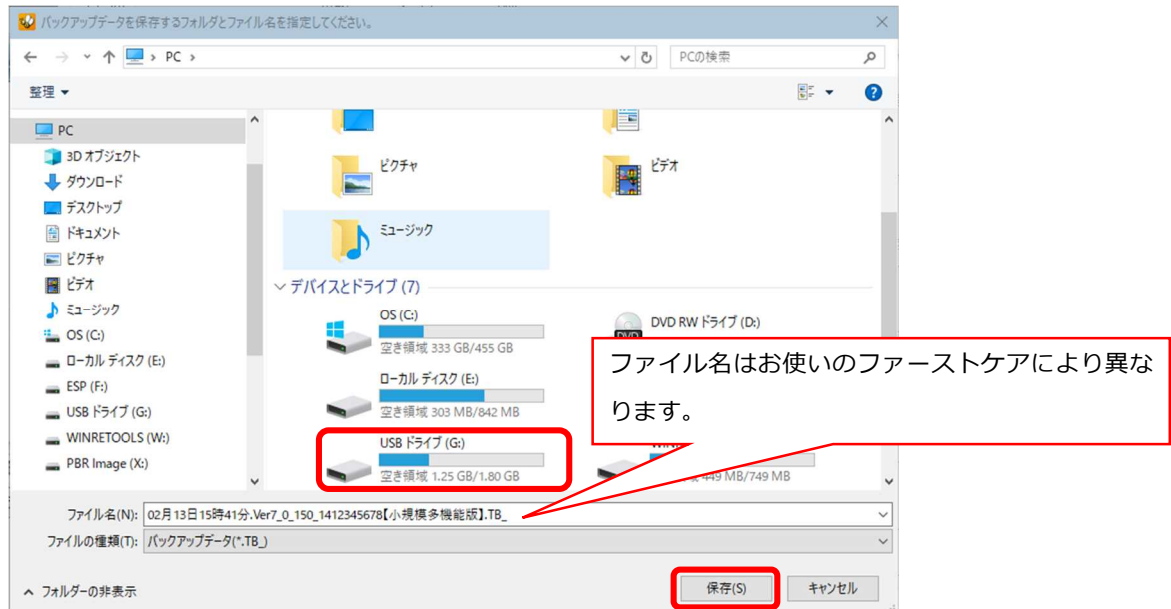 バックアップデータを保存するフォルダとファイル名を指定してください。
PC
PCの検索
整理
PC
3D オブジェクト
ダウンロード
デスクトップ
ドキュメント
ピクチャ
ビデオ
ミュージック
OS (C:)
ローカル ディスク (E:)
ESP (F:)
USB ドライブ (G:)
WINRETOOLS (W:)
PBR Image (X:)
ピクチャ
ビデオ
ミュージック
デバイスとドライブ (7)
OS (C:)
空き領域 333 GB/455 GB
DVD RW ドライブ (D:)
DVD
ローカル ディスク (E:)
空き領域 303 MB/842 MB
USB ドライブ (G:)
空き領域 1.25 GB/1.80 GB
449 MB/749 MB
ファイル名はお使いのファーストケアにより異な
ります。
ファイル名(N): 02月13日15時41分.Ver7_0_150_1412345678【小規模多機能版】.TB_
ファイルの種類(T): バックアップデータ(*.TB_)
フォルダーの非表示
保存(S)
キャンセル